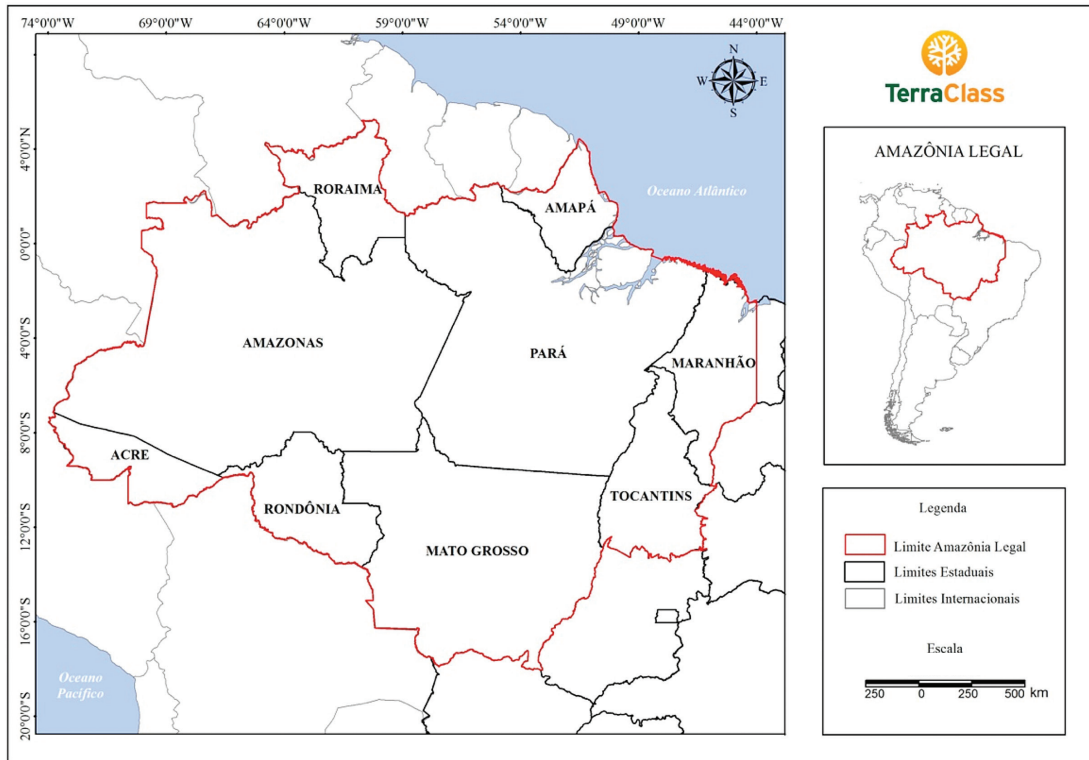 74°0'0"W 69°0'0"W 64°0'0"W 59°0'0"W 54°0'0"W 49°0'0"W 44°0'0"W
4°0'0"N
0°0'0"
4°0'0"S
8°0'0"S
12°0'0"S
16°0'0"S
20°0'0"S
N
W E
S
RORAIMA
AMAPÁ
Oceano Atlântico
AMAZONAS
PARÁ
MARANHÃO
ACRE
RONDÔNIA
TOCANTINS
MATO GROSSO
Oceano
Pacífico
TerraClass
AMAZÔNIA LEGAL
Legenda
Limite Amazônia Legal
Limites Estaduais
Limites Internacionais
Escala
250 0 250 500 km